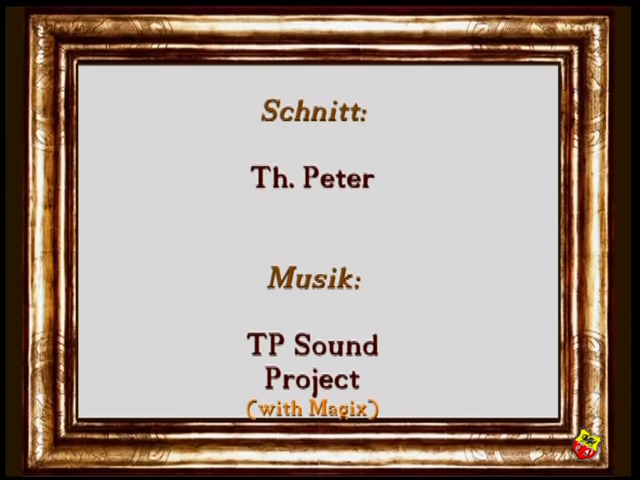 Schnitt:
Th. Peter
Musik:
TP Sound
Project
(with Magix)